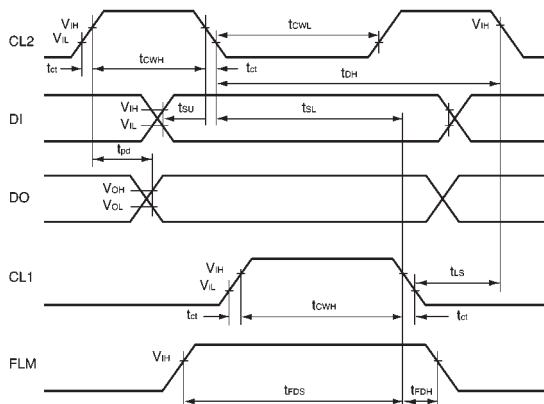 CL2
VIH
VIL
tct
tCWH
tCWL
tct
tDH
VIH
DI
VIH
VIL
tSU
tSL
tpd
DO
VOH
VOL
CL1
VIH
VIL
tct
tCWH
tLS
tct
FLM
VIH
tFDS
tFDH